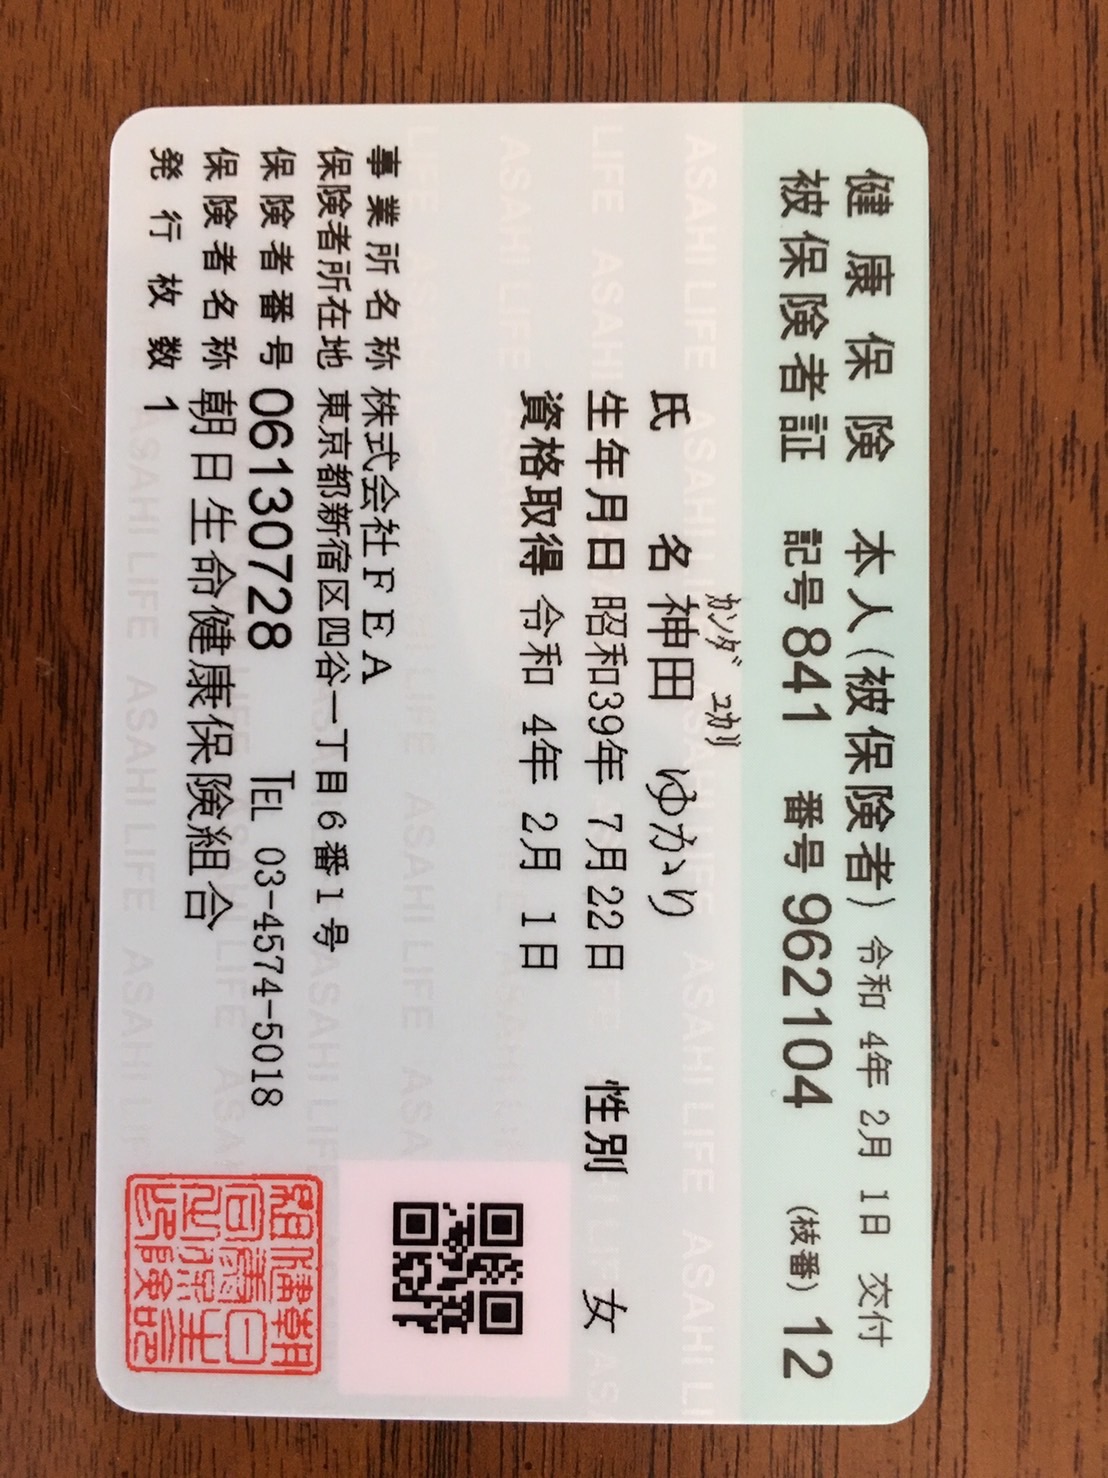 健康保険 本人(被保険者) 令和 4年 2月 1日 交付
被保険者証 記号 841 番号 962104 (枝番) 12
カンダ ユカリ
氏 名 神田 ゆかり
生年月日 昭和39年 7月22日 性別 女
資格取得 令和 4年 2月 1日
事業所名称 株式会社FEA
保険者所在地 東京都新宿区四谷一丁目6番1号
保険者番号 06130728 TEL 03-4574-5018
保険者名称 朝日生命健康保険組合
発行枚数 1
ASAHI LIFE